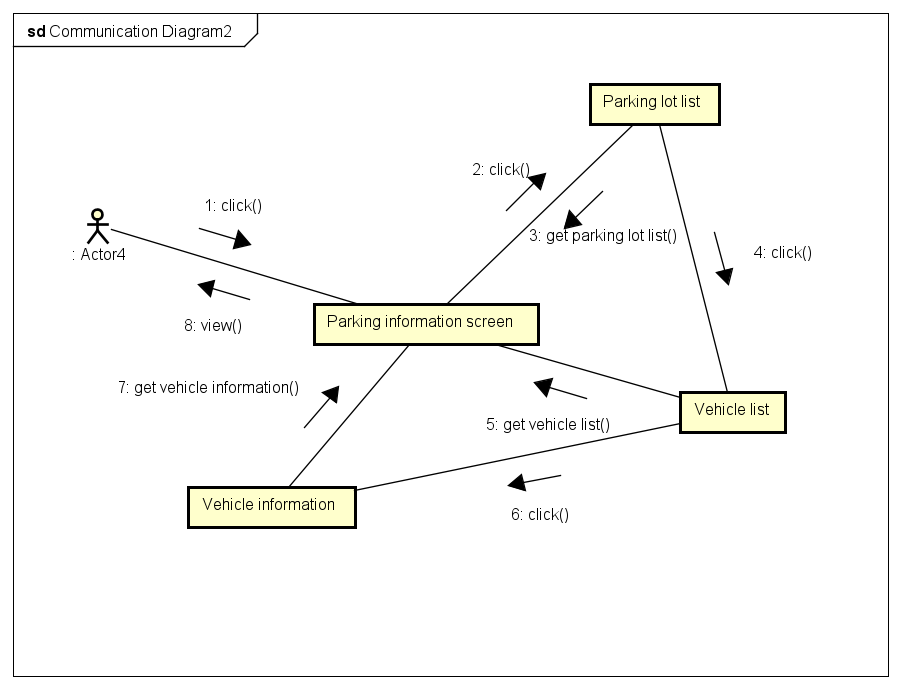 sd Communication Diagram2
Parking lot list
2: click()
1: click()
3: get parking lot list()
: Actor4
4: click()
8: view()
Parking information screen
7: get vehicle information()
Vehicle list
5: get vehicle list()
Vehicle information
6: click()